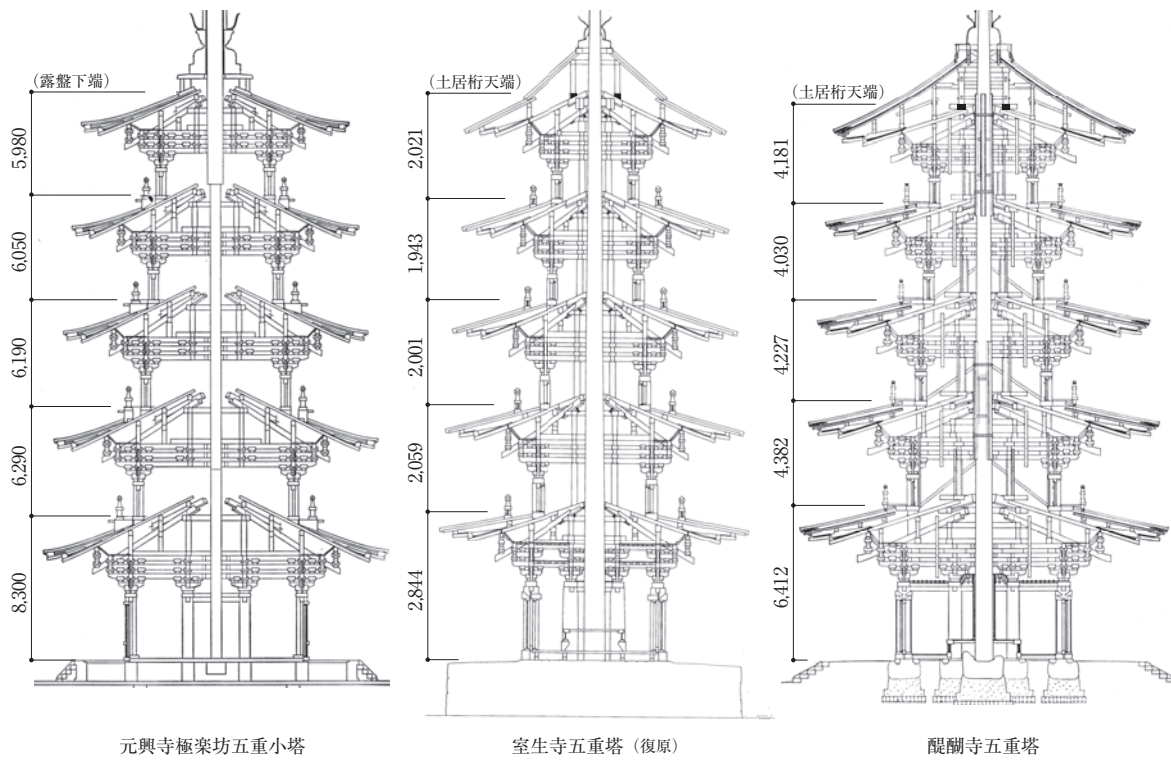 (露盤下端)
5,980
6,050
6,190
6,290
8,300
元興寺極楽坊五重小塔
(土居桁天端)
2,021
1,943
2,001
2,059
2,844
室生寺五重塔（復原）
(土居桁天端)
4,181
4,030
4,227
4,382
6,412
醍醐寺五重塔